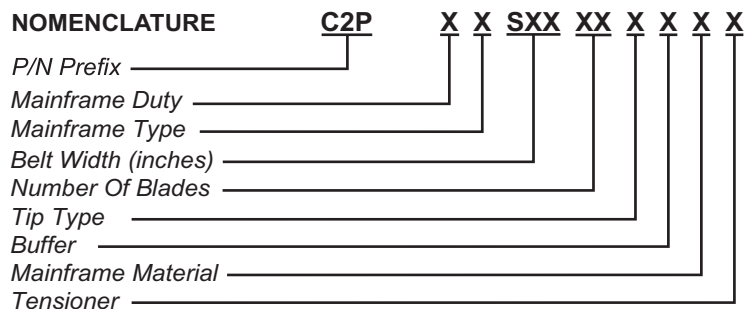 NOMENCLATURE C2P X X SXX XX X X X X
P/N Prefix
Mainframe Duty
Mainframe Type
Belt Width (inches)
Number Of Blades
Tip Type
Buffer
Mainframe Material
Tensioner